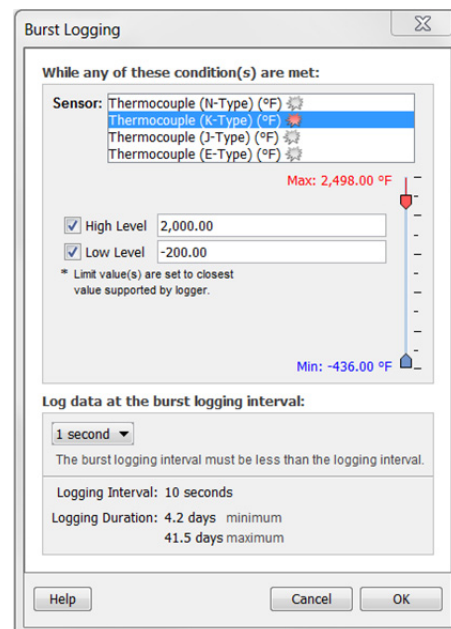 Burst Logging
While any of these condition(s) are met:
Sensor: Thermocouple (N-Type) (°F)
Thermocouple (K-Type) (°F)
Thermocouple (J-Type) (°F)
Thermocouple (E-Type) (°F)
Max: 2,498.00 °F
High Level 2,000.00
Low Level -200.00
* Limit value(s) are set to closest
value supported by logger.
Min: -436.00 °F
Log data at the burst logging interval:
1 second
The burst logging interval must be less than the logging interval.
Logging Interval: 10 seconds
Logging Duration: 4.2 days minimum
41.5 days maximum
Help Cancel OK